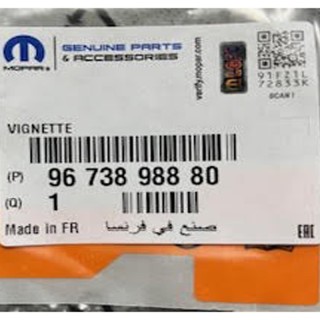 MOPAR
GENUINE PARTS
& ACCESSORIES
verify.mopar.com
91FZ1L
72833K
SCAN!
VIGNETTE
(P) 96 738 988 80
(Q) 1
Made in FR صنع في فرنسا EAC